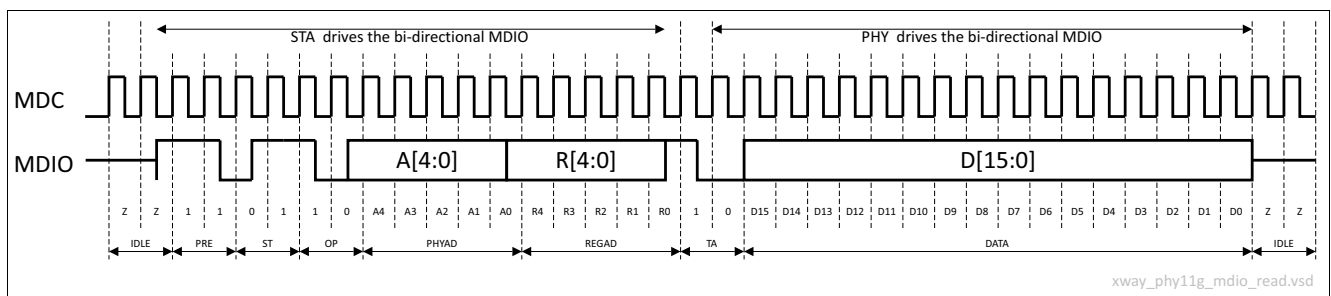 STA drives the bi-directional MDIO PHY drives the bi-directional MDIO
MDC
MDIO A[4:0] R[4:0] D[15:0]
Z Z 1 1 0 1 1 0 A4 A3 A2 A1 A0 R4 R3 R2 R1 R0 1 0 D15 D14 D13 D12 D11 D10 D9 D8 D7 D6 D5 D4 D3 D2 D1 D0 Z Z
IDLE PRE ST OP PHYAD REGAD TA DATA IDLE
xway_phy11g_mdio_read.vsd